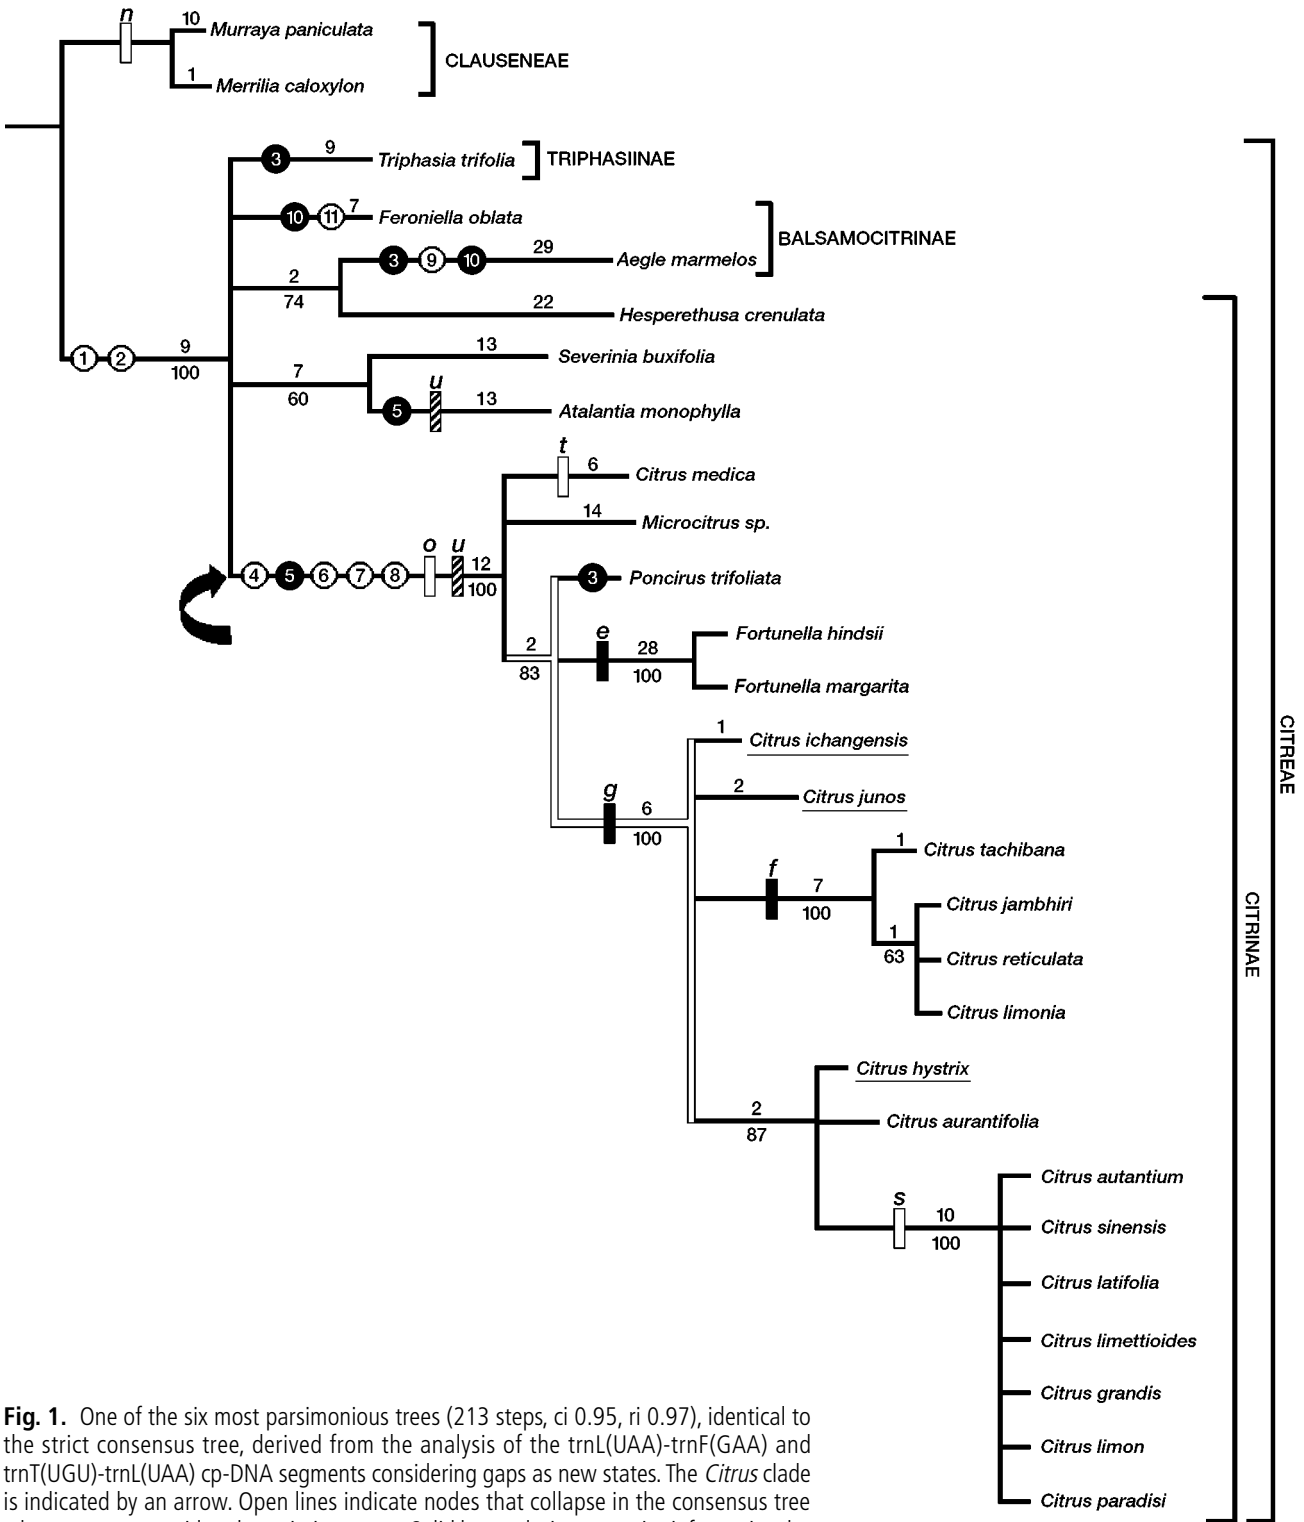 n
10
Murraya paniculata
CLAUSENEAE
1
Merrilia caloxylon
3
9
Triphasia trifolia
TRIPHASIINAE
10
11
7
Feroniella oblata
BALSAMOCITRINAE
2
74
3
9
10
29
Aegle marmelos
22
Hesperethusa crenulata
1
2
9
100
7
60
13
Severinia buxifolia
5
u
13
Atalantia monophylla
t
6
Citrus medica
14
Microcitrus sp.
4
5
6
7
8
o
u
12
100
3
Poncirus trifoliata
2
83
e
28
100
Fortunella hindsii
Fortunella margarita
1
Citrus ichangensis
2
Citrus junos
g
6
100
f
7
100
1
Citrus tachibana
1
63
Citrus jambhiri
Citrus reticulata
Citrus limonia
2
87
Citrus hystrix
Citrus aurantifolia
s
10
100
Citrus autantium
Citrus sinensis
Citrus latifolia
Citrus limettioides
Citrus grandis
Citrus limon
Citrus paradisi
CITRINAE
CITREAE
Fig. 1. One of the six most parsimonious trees (213 steps, ci 0.95, ri 0.97), identical to
the strict consensus tree, derived from the analysis of the trnL(UAA)-trnF(GAA) and
trnT(UGU)-trnL(UAA) cp-DNA segments considering gaps as new states. The Citrus clade
is indicated by an arrow. Open lines indicate nodes that collapse in the consensus tree